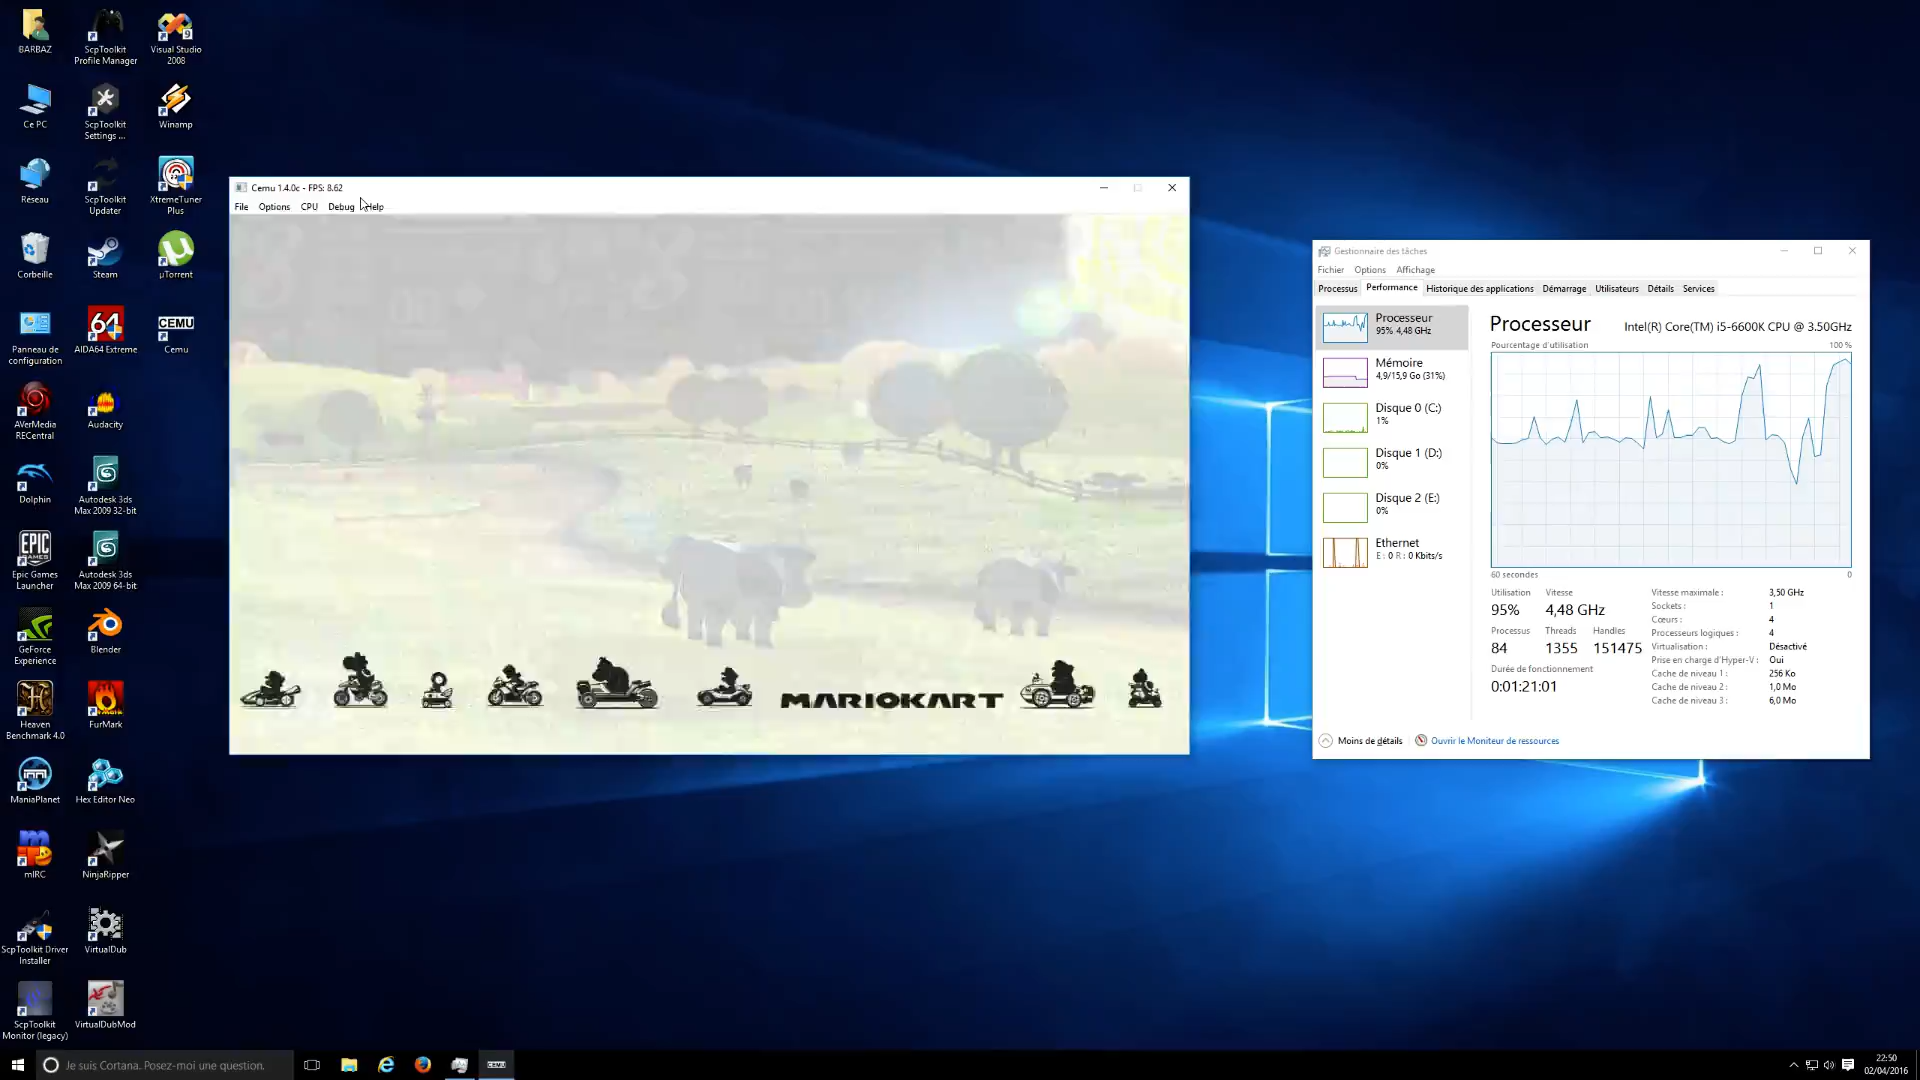 BARBAZ
ScpToolkit
Profile Manager
Visual Studio
2008
Ce PC
ScpToolkit
Settings ...
Winamp
Réseau
ScpToolkit
Updater
XtremeTuner
Plus
Corbeille
Steam
µTorrent
Panneau de
configuration
64
AIDA64 Extreme
CEMU
Cemu
AVerMedia
RECentral
Audacity
Dolphin
Autodesk 3ds
Max 2009 32-bit
EPIC
GAMES
Epic Games
Launcher
Autodesk 3ds
Max 2009 64-bit
GeForce
Experience
Blender
Heaven
Benchmark 4.0
FurMark
ManiaPlanet
Hex Editor Neo
mIRC
NinjaRipper
ScpToolkit Driver
Installer
VirtualDub
ScpToolkit
Monitor (legacy)
VirtualDubMod
Cemu 1.4.0c - FPS: 8.62
File Options CPU Debug Help
MARIOKART
Gestionnaire des tâches
Fichier Options Affichage
Processus Performance Historique des applications Démarrage Utilisateurs Détails Services
Processeur
95% 4,48 GHz
Mémoire
4,9/15,9 Go (31%)
Disque 0 (C:)
1%
Disque 1 (D:)
0%
Disque 2 (E:)
0%
Ethernet
E : 0 R : 0 Kbits/s
Processeur Intel(R) Core(TM) i5-6600K CPU @ 3.50GHz
Pourcentage d'utilisation 100 %
60 secondes 0
Utilisation Vitesse
95% 4,48 GHz
Processus Threads Handles
84 1355 151475
Durée de fonctionnement
0:01:21:01
Vitesse maximale : 3,50 GHz
Sockets : 1
Cœurs : 4
Processeurs logiques : 4
Virtualisation : Désactivé
Prise en charge d'Hyper-V : Oui
Cache de niveau 1 : 256 Ko
Cache de niveau 2 : 1,0 Mo
Cache de niveau 3 : 6,0 Mo
Moins de détails Ouvrir le Moniteur de ressources
Je suis Cortana. Posez-moi une question.
CEMU
22:50
02/04/2016